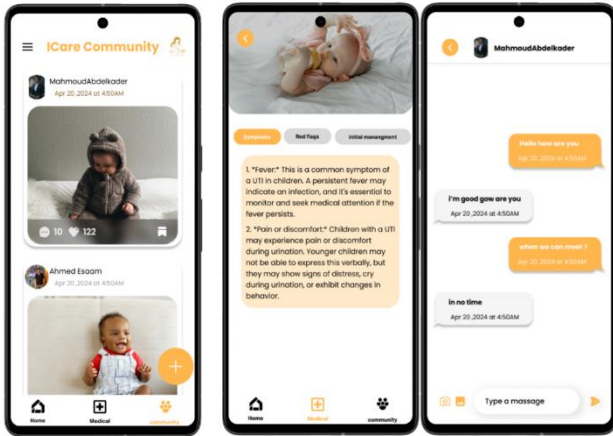 ICare Community
MahmoudAbdelkader
Apr 20 ,2024 at 4:50AM
10
122
Ahmed Esaam
Apr 20 ,2024 at 4:50AM
+
Home
Medical
community
Symptoms
Red flags
initial manangment
1. *Fever:* This is a common symptom of
a UTI in children. A persistent fever may
indicate an infection, and it's essential to
monitor and seek medical attention if the
fever persists.
2. *Pain or discomfort:* Children with a UTI
may experience pain or discomfort
during urination. Younger children may
not be able to express this verbally, but
they may show signs of distress, cry
during urination, or exhibit changes in
behavior.
Home
Medical
community
MahmoudAbdelkader
Hello how are you
Apr 20 ,2024 at 4:50AM
i'm good gow are you
Apr 20 ,2024 at 4:50AM
when we can meet ?
Apr 20 ,2024 at 4:50AM
in no time
Apr 20 ,2024 at 4:50AM
Type a massage